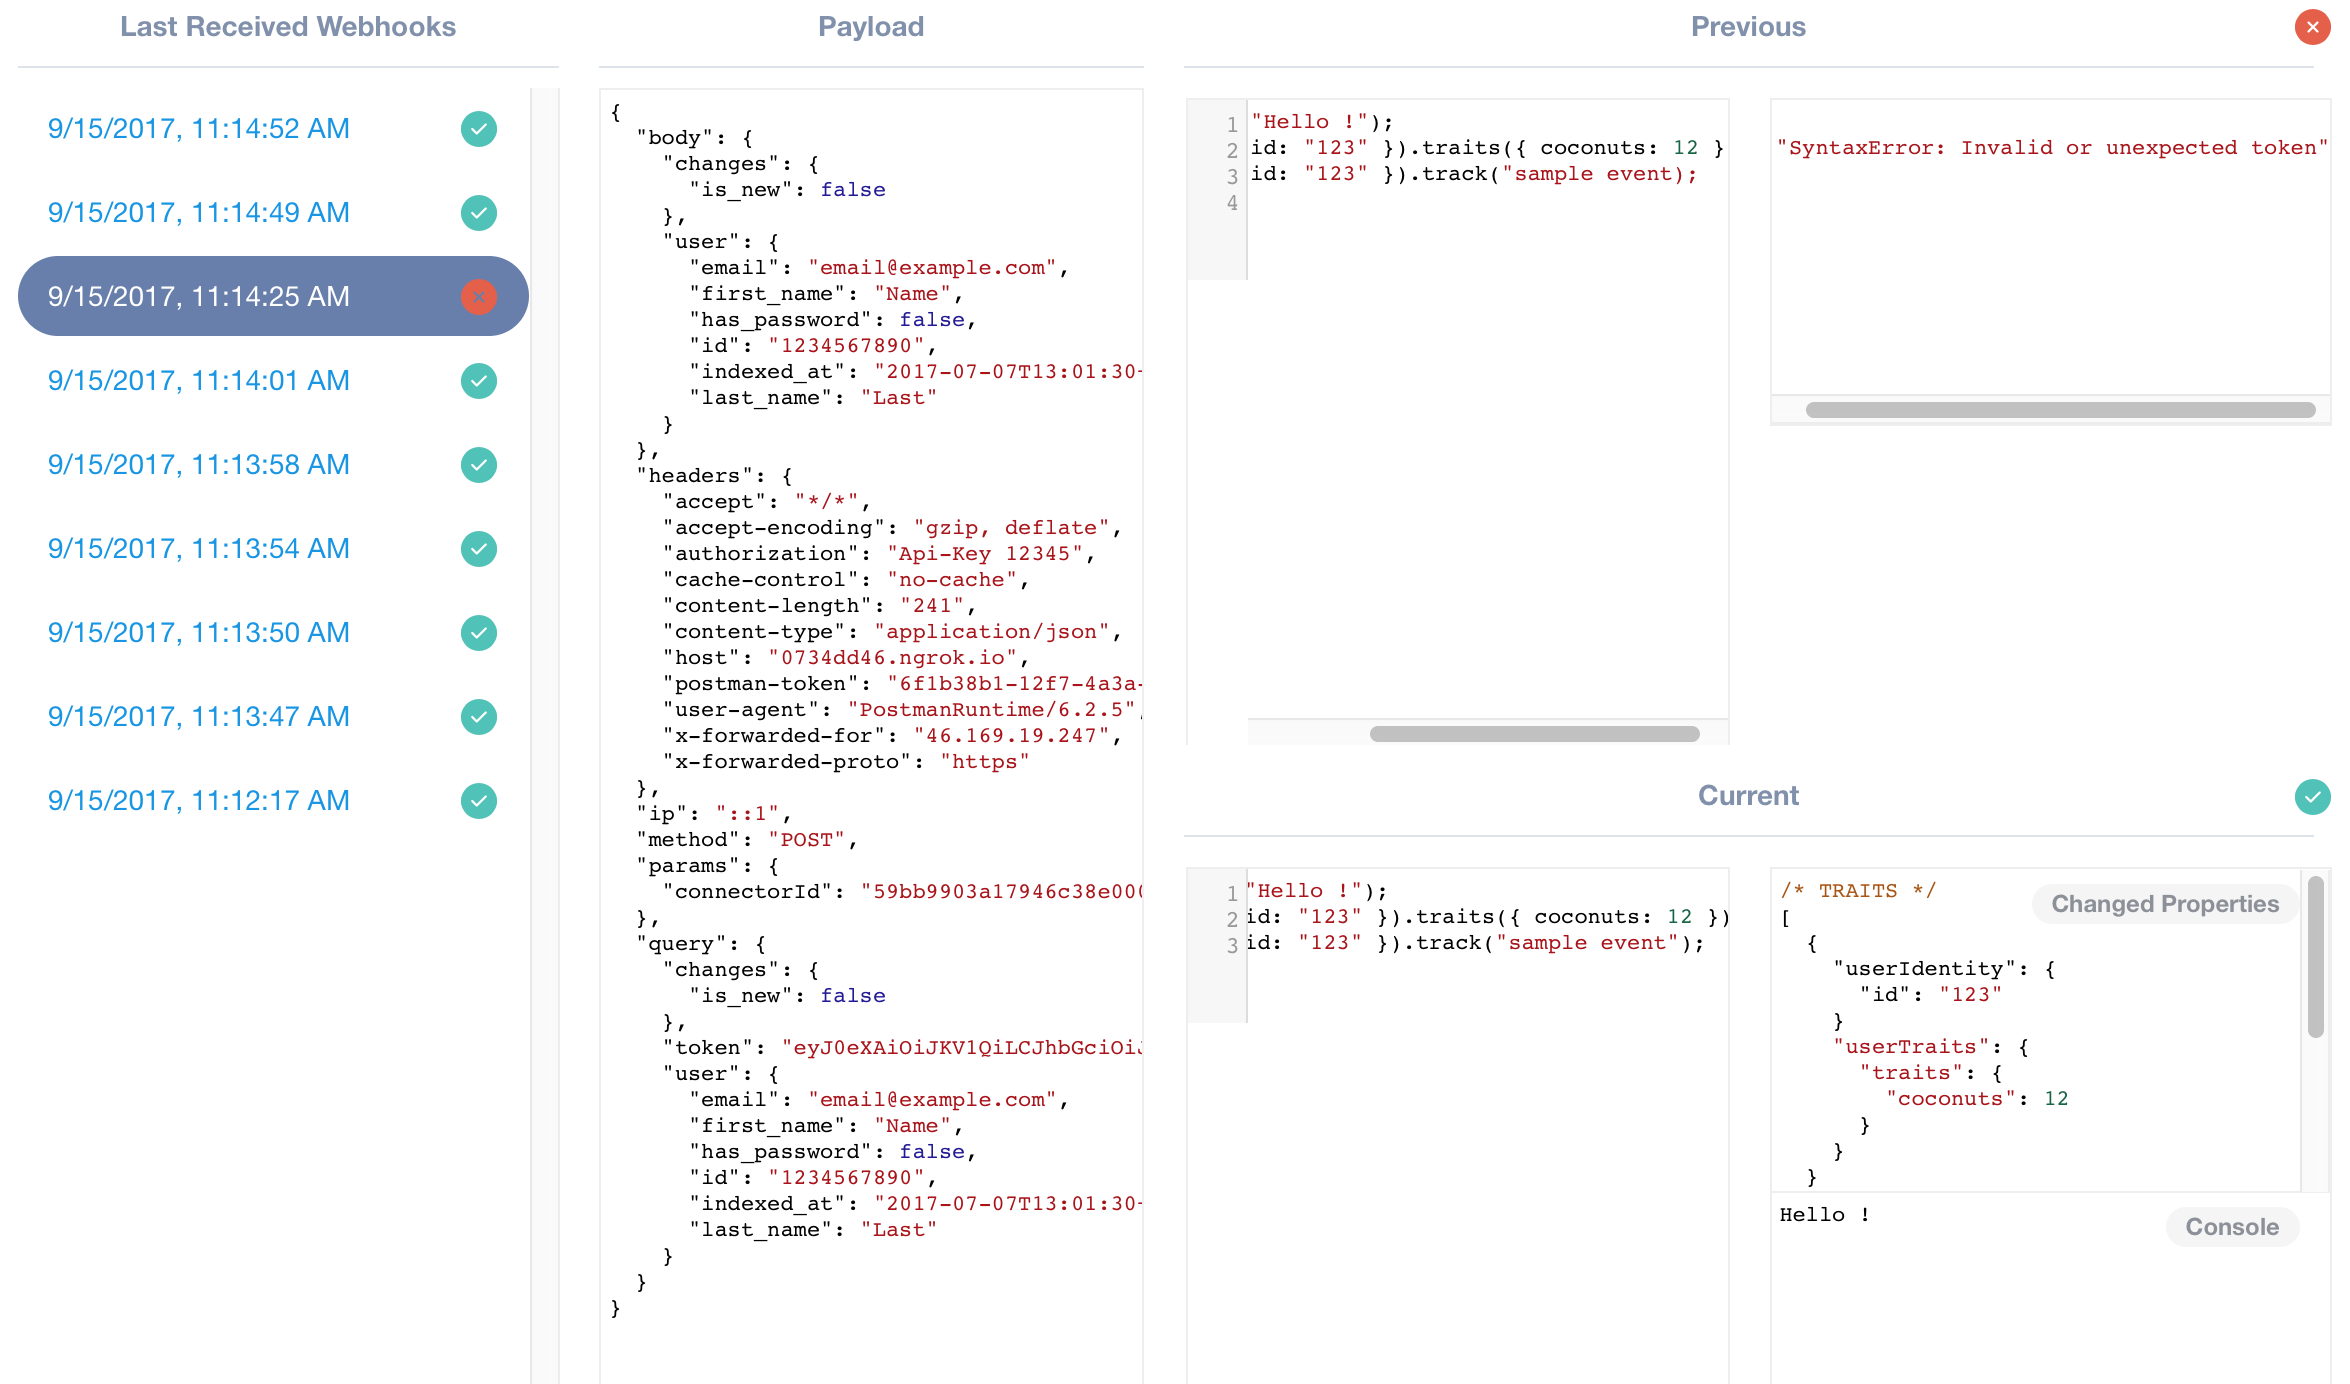 Last Received Webhooks
9/15/2017, 11:14:52 AM
9/15/2017, 11:14:49 AM
9/15/2017, 11:14:25 AM
9/15/2017, 11:14:01 AM
9/15/2017, 11:13:58 AM
9/15/2017, 11:13:54 AM
9/15/2017, 11:13:50 AM
9/15/2017, 11:13:47 AM
9/15/2017, 11:12:17 AM
Payload
{
"body": {
"changes": {
"is_new": false
},
"user": {
"email": "email@example.com",
"first_name": "Name",
"has_password": false,
"id": "1234567890",
"indexed_at": "2017-07-07T13:01:30
"last_name": "Last"
}
},
"headers": {
"accept": "*/*",
"accept-encoding": "gzip, deflate",
"authorization": "Api-Key 12345",
"cache-control": "no-cache",
"content-length": "241",
"content-type": "application/json",
"host": "0734dd46.ngrok.io",
"postman-token": "6f1b38b1-12f7-4a3a-
"user-agent": "PostmanRuntime/6.2.5",
"x-forwarded-for": "46.169.19.247",
"x-forwarded-proto": "https"
},
"ip": "::1",
"method": "POST",
"params": {
"connectorId": "59bb9903a17946c38e000
},
"query": {
"changes": {
"is_new": false
},
"token": "eyJ0eXAiOiJKV1QiLCJhbGciOiJ
"user": {
"email": "email@example.com",
"first_name": "Name",
"has_password": false,
"id": "1234567890",
"indexed_at": "2017-07-07T13:01:30
"last_name": "Last"
}
}
}
Previous
1 "Hello !");
2 id: "123" }).traits({ coconuts: 12 }
3 id: "123" }).track("sample event);
4
"SyntaxError: Invalid or unexpected token"
Current
1 "Hello !");
2 id: "123" }).traits({ coconuts: 12 })
3 id: "123" }).track("sample event");
/* TRAITS */
Changed Properties
[
{
"userIdentity": {
"id": "123"
}
"userTraits": {
"traits": {
"coconuts": 12
}
}
}
Hello !
Console